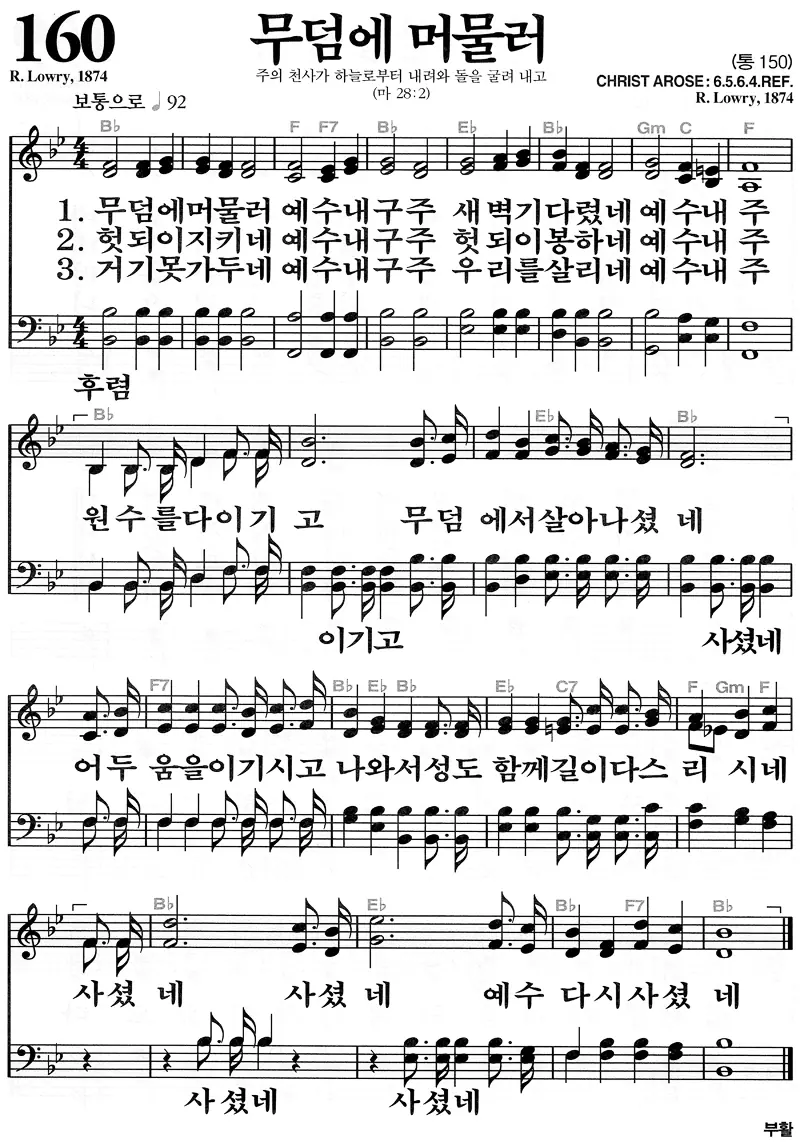 160
무덤에 머물러
R. Lowry, 1874
주의 천사가 하늘로부터 내려와 돌을 굴려 내고
(마 28:2)
(통 150)
CHRIST AROSE: 6.5.6.4.REF.
R. Lowry, 1874
보통으로 ♩92
B♭ F F7 B♭ E♭ B♭ Gm C F
1. 무덤에머물러 예수내구주 새벽기다렸네 예수내 주
2. 헛되이지키네 예수내구주 헛되이봉하네 예수내 주
3. 거기못가두네 예수내구주 우리를살리네 예수내 주
후렴
B♭ E♭ B♭
원수를다이기 고 무덤 에서살아나셨 네
이기고 사셨네
F7 B♭ E♭ B♭ E♭ C7 F Gm F
어두 움을이기시고 나와서성도 함께길이다스 리 시네
B♭ E♭ B♭ F7 B♭
사셨 네 사셨 네 예수 다시사셨 네
사셨네 사셨네
부활